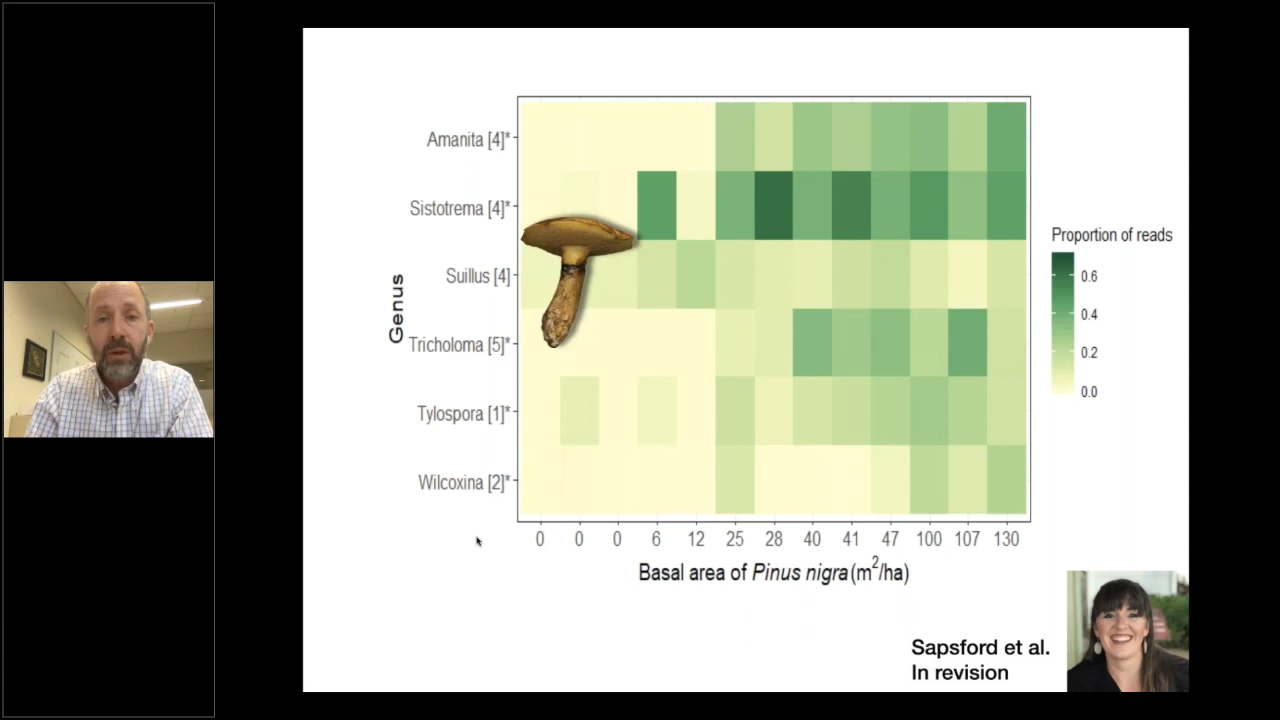 Amanita [4]*
Sistotrema [4]*
Suillus [4]
Tricholoma [5]*
Tylospora [1]*
Wilcoxina [2]*
Genus
0 0 0 6 12 25 28 40 41 47 100 107 130
Basal area of Pinus nigra (m²/ha)
Proportion of reads
0.6
0.4
0.2
0.0
Sapsford et al.
In revision